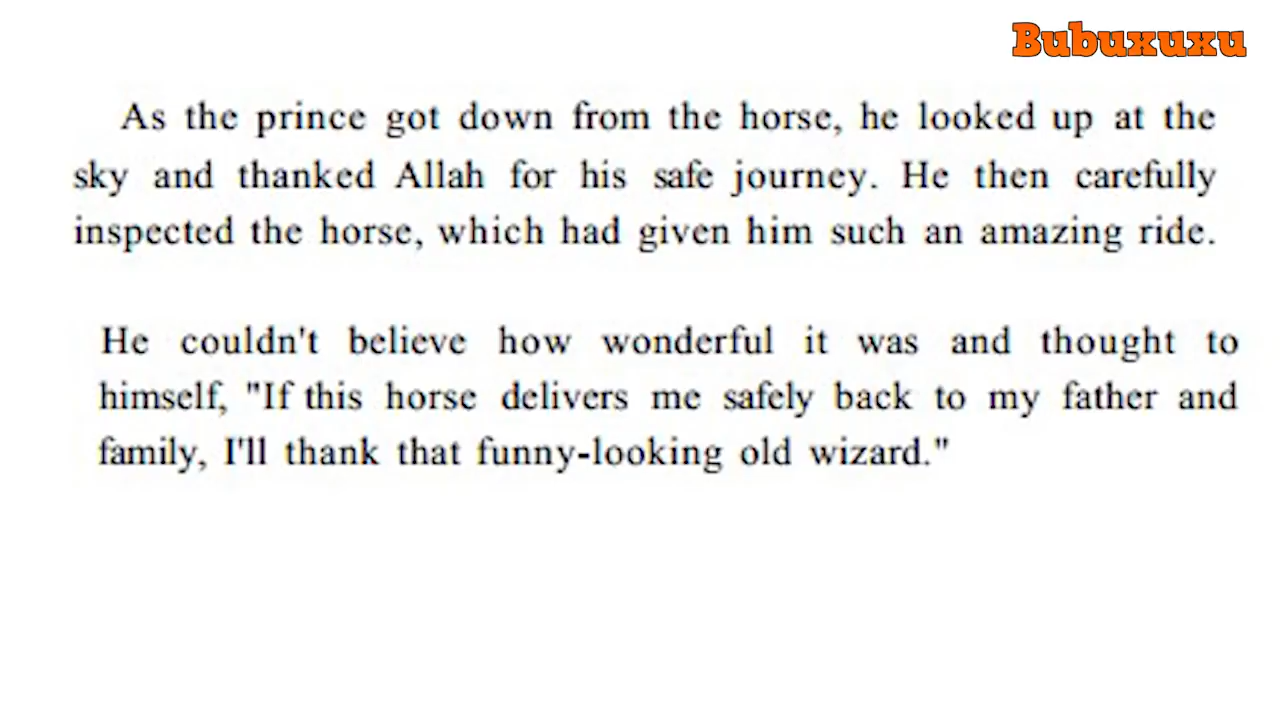 Bubuxuxu
As the prince got down from the horse, he looked up at the
sky and thanked Allah for his safe journey. He then carefully
inspected the horse, which had given him such an amazing ride.
He couldn't believe how wonderful it was and thought to
himself, "If this horse delivers me safely back to my father and
family, I'll thank that funny-looking old wizard."